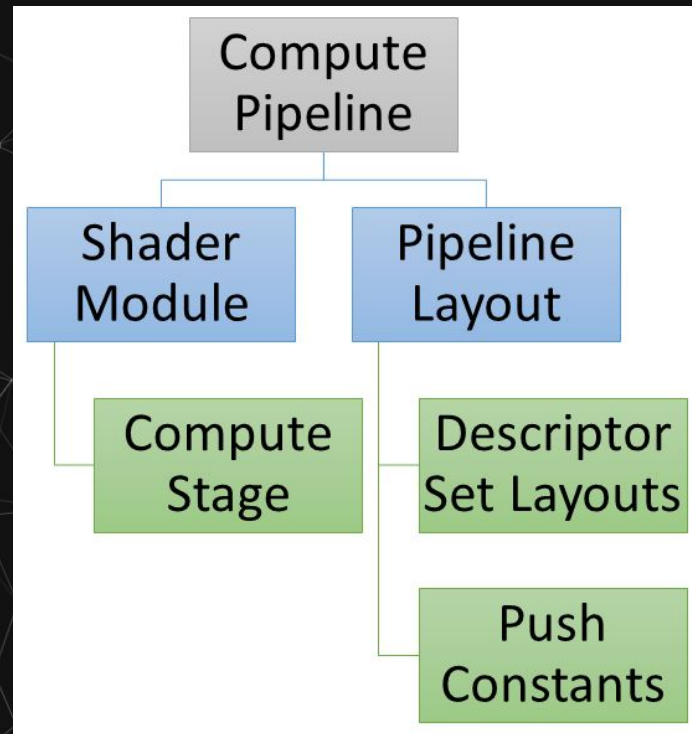 Compute
Pipeline
Shader
Module
Pipeline
Layout
Compute
Stage
Descriptor
Set Layouts
Push
Constants